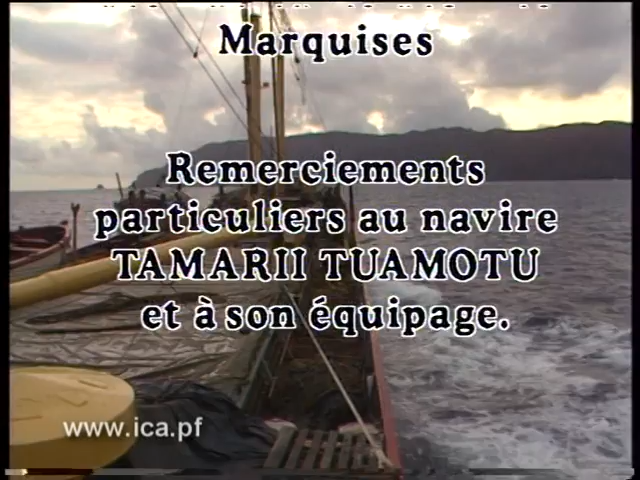 Marquises
Remerciements
particuliers au navire
TAMARII TUAMOTU
et à son équipage.
www.ica.pf